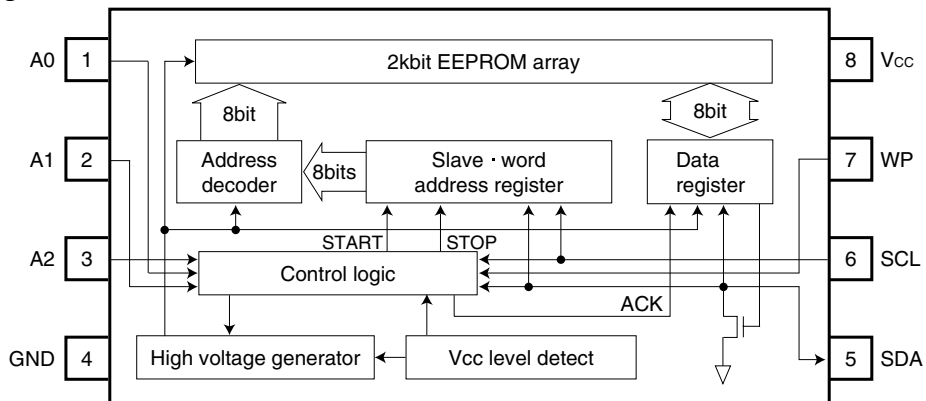 A0 1
2kbit EEPROM array
8 Vcc
8bit
8bit
A1 2
Address
decoder
8bits
Slave・word
address register
Data
register
7 WP
START
STOP
A2 3
Control logic
6 SCL
ACK
GND 4
High voltage generator
Vcc level detect
5 SDA